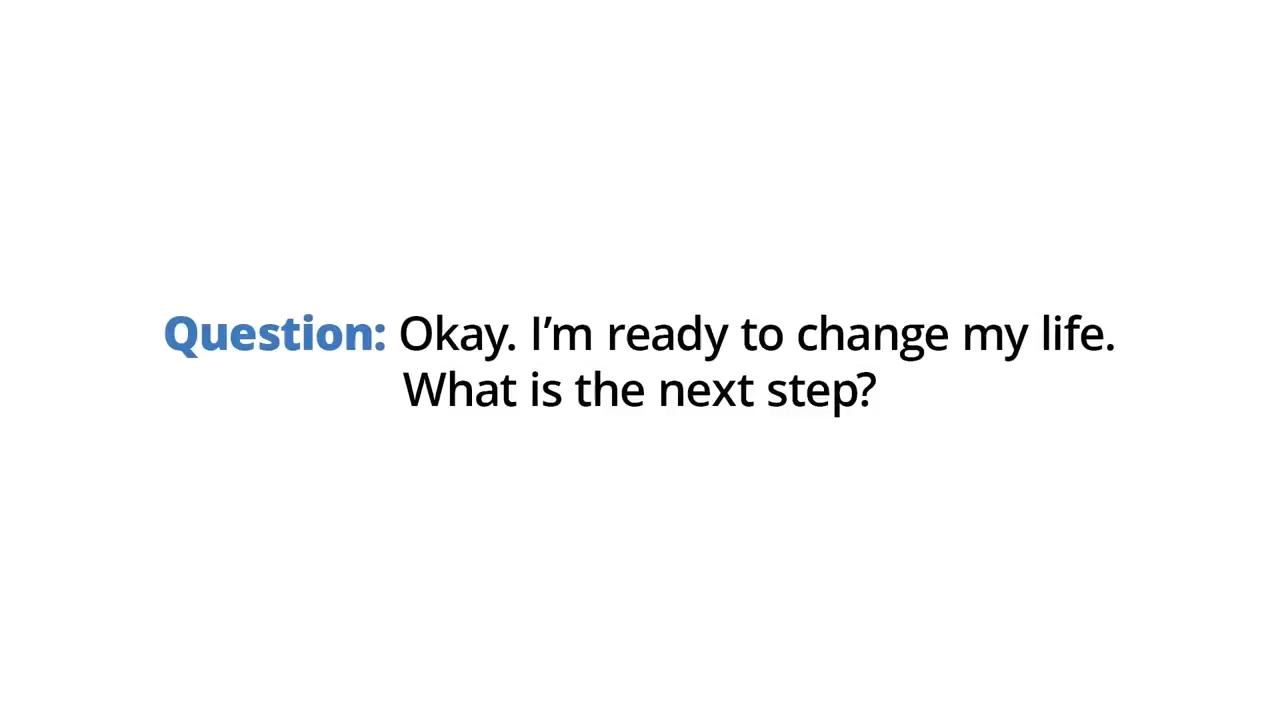 Question: Okay. I’m ready to change my life.
What is the next step?